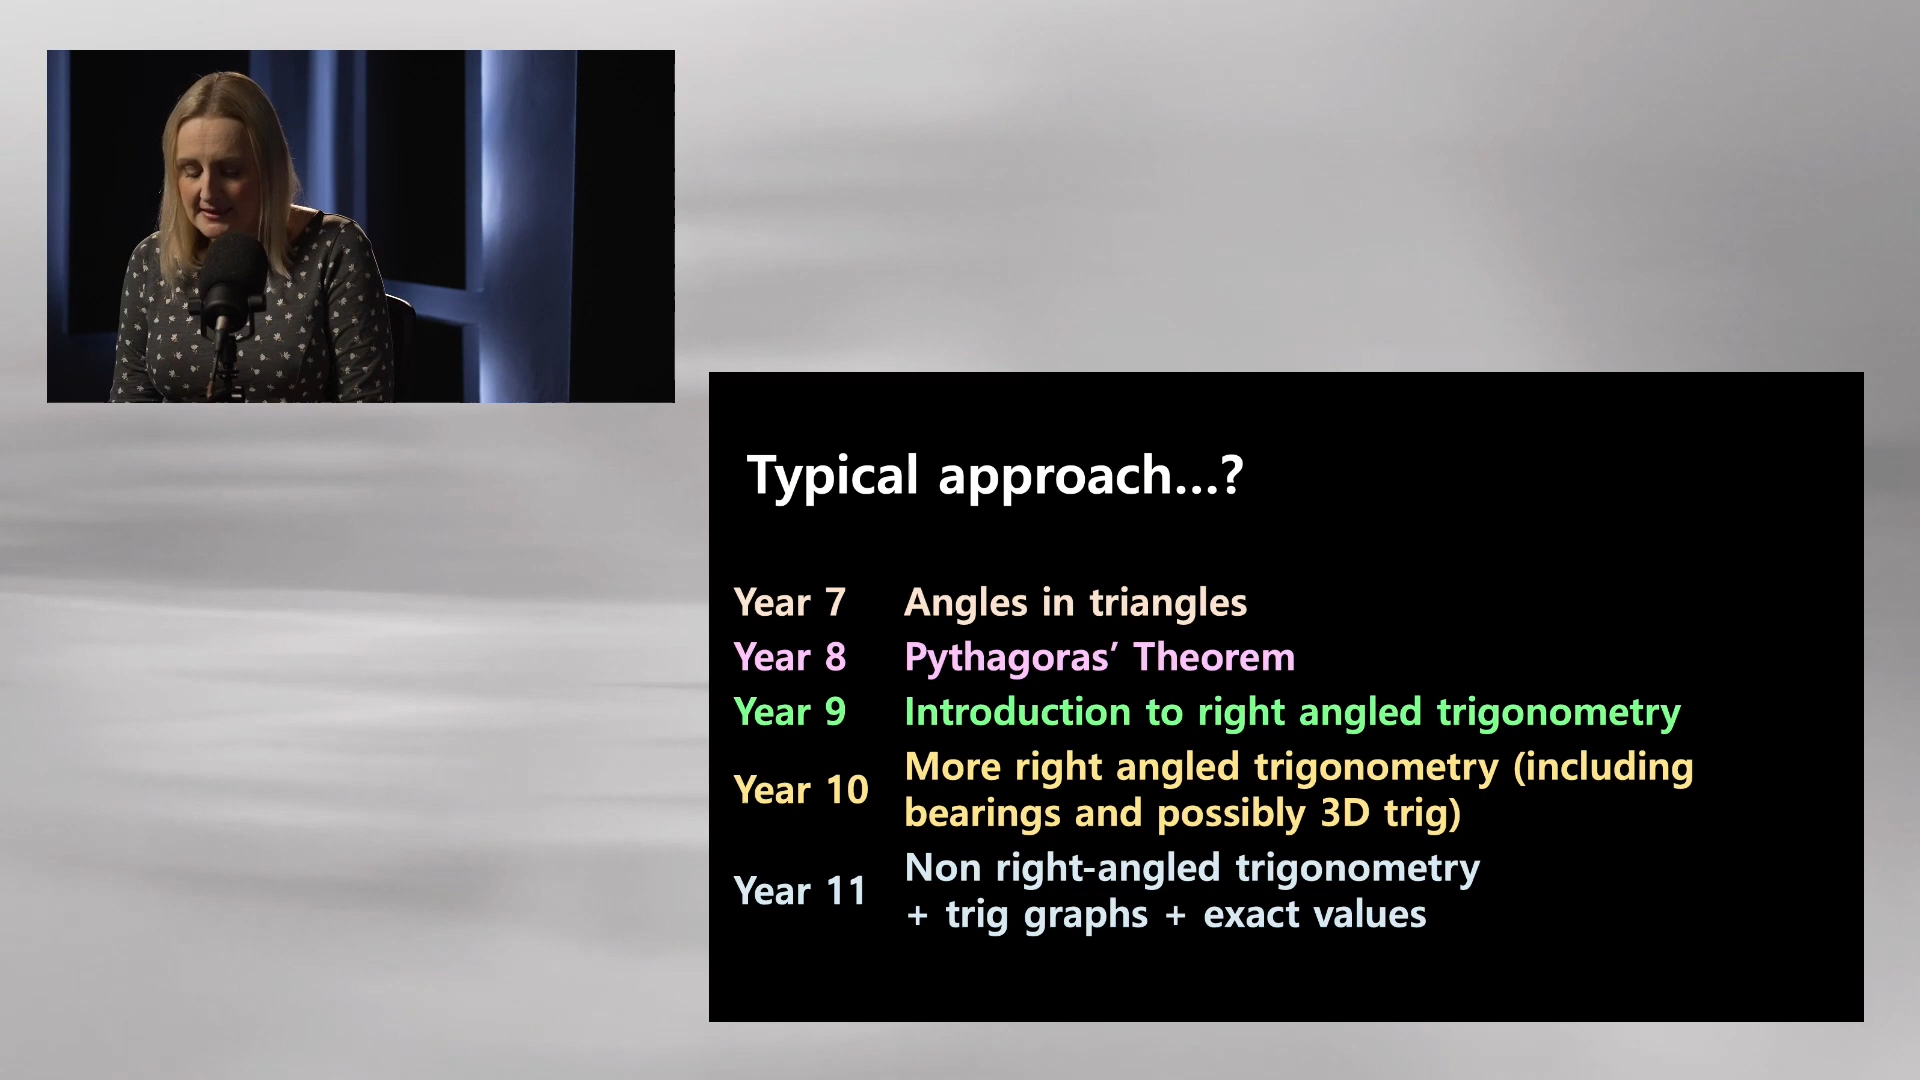 Typical approach...?
Year 7 Angles in triangles
Year 8 Pythagoras’ Theorem
Year 9 Introduction to right angled trigonometry
Year 10 More right angled trigonometry (including
bearings and possibly 3D trig)
Year 11 Non right-angled trigonometry
+ trig graphs + exact values